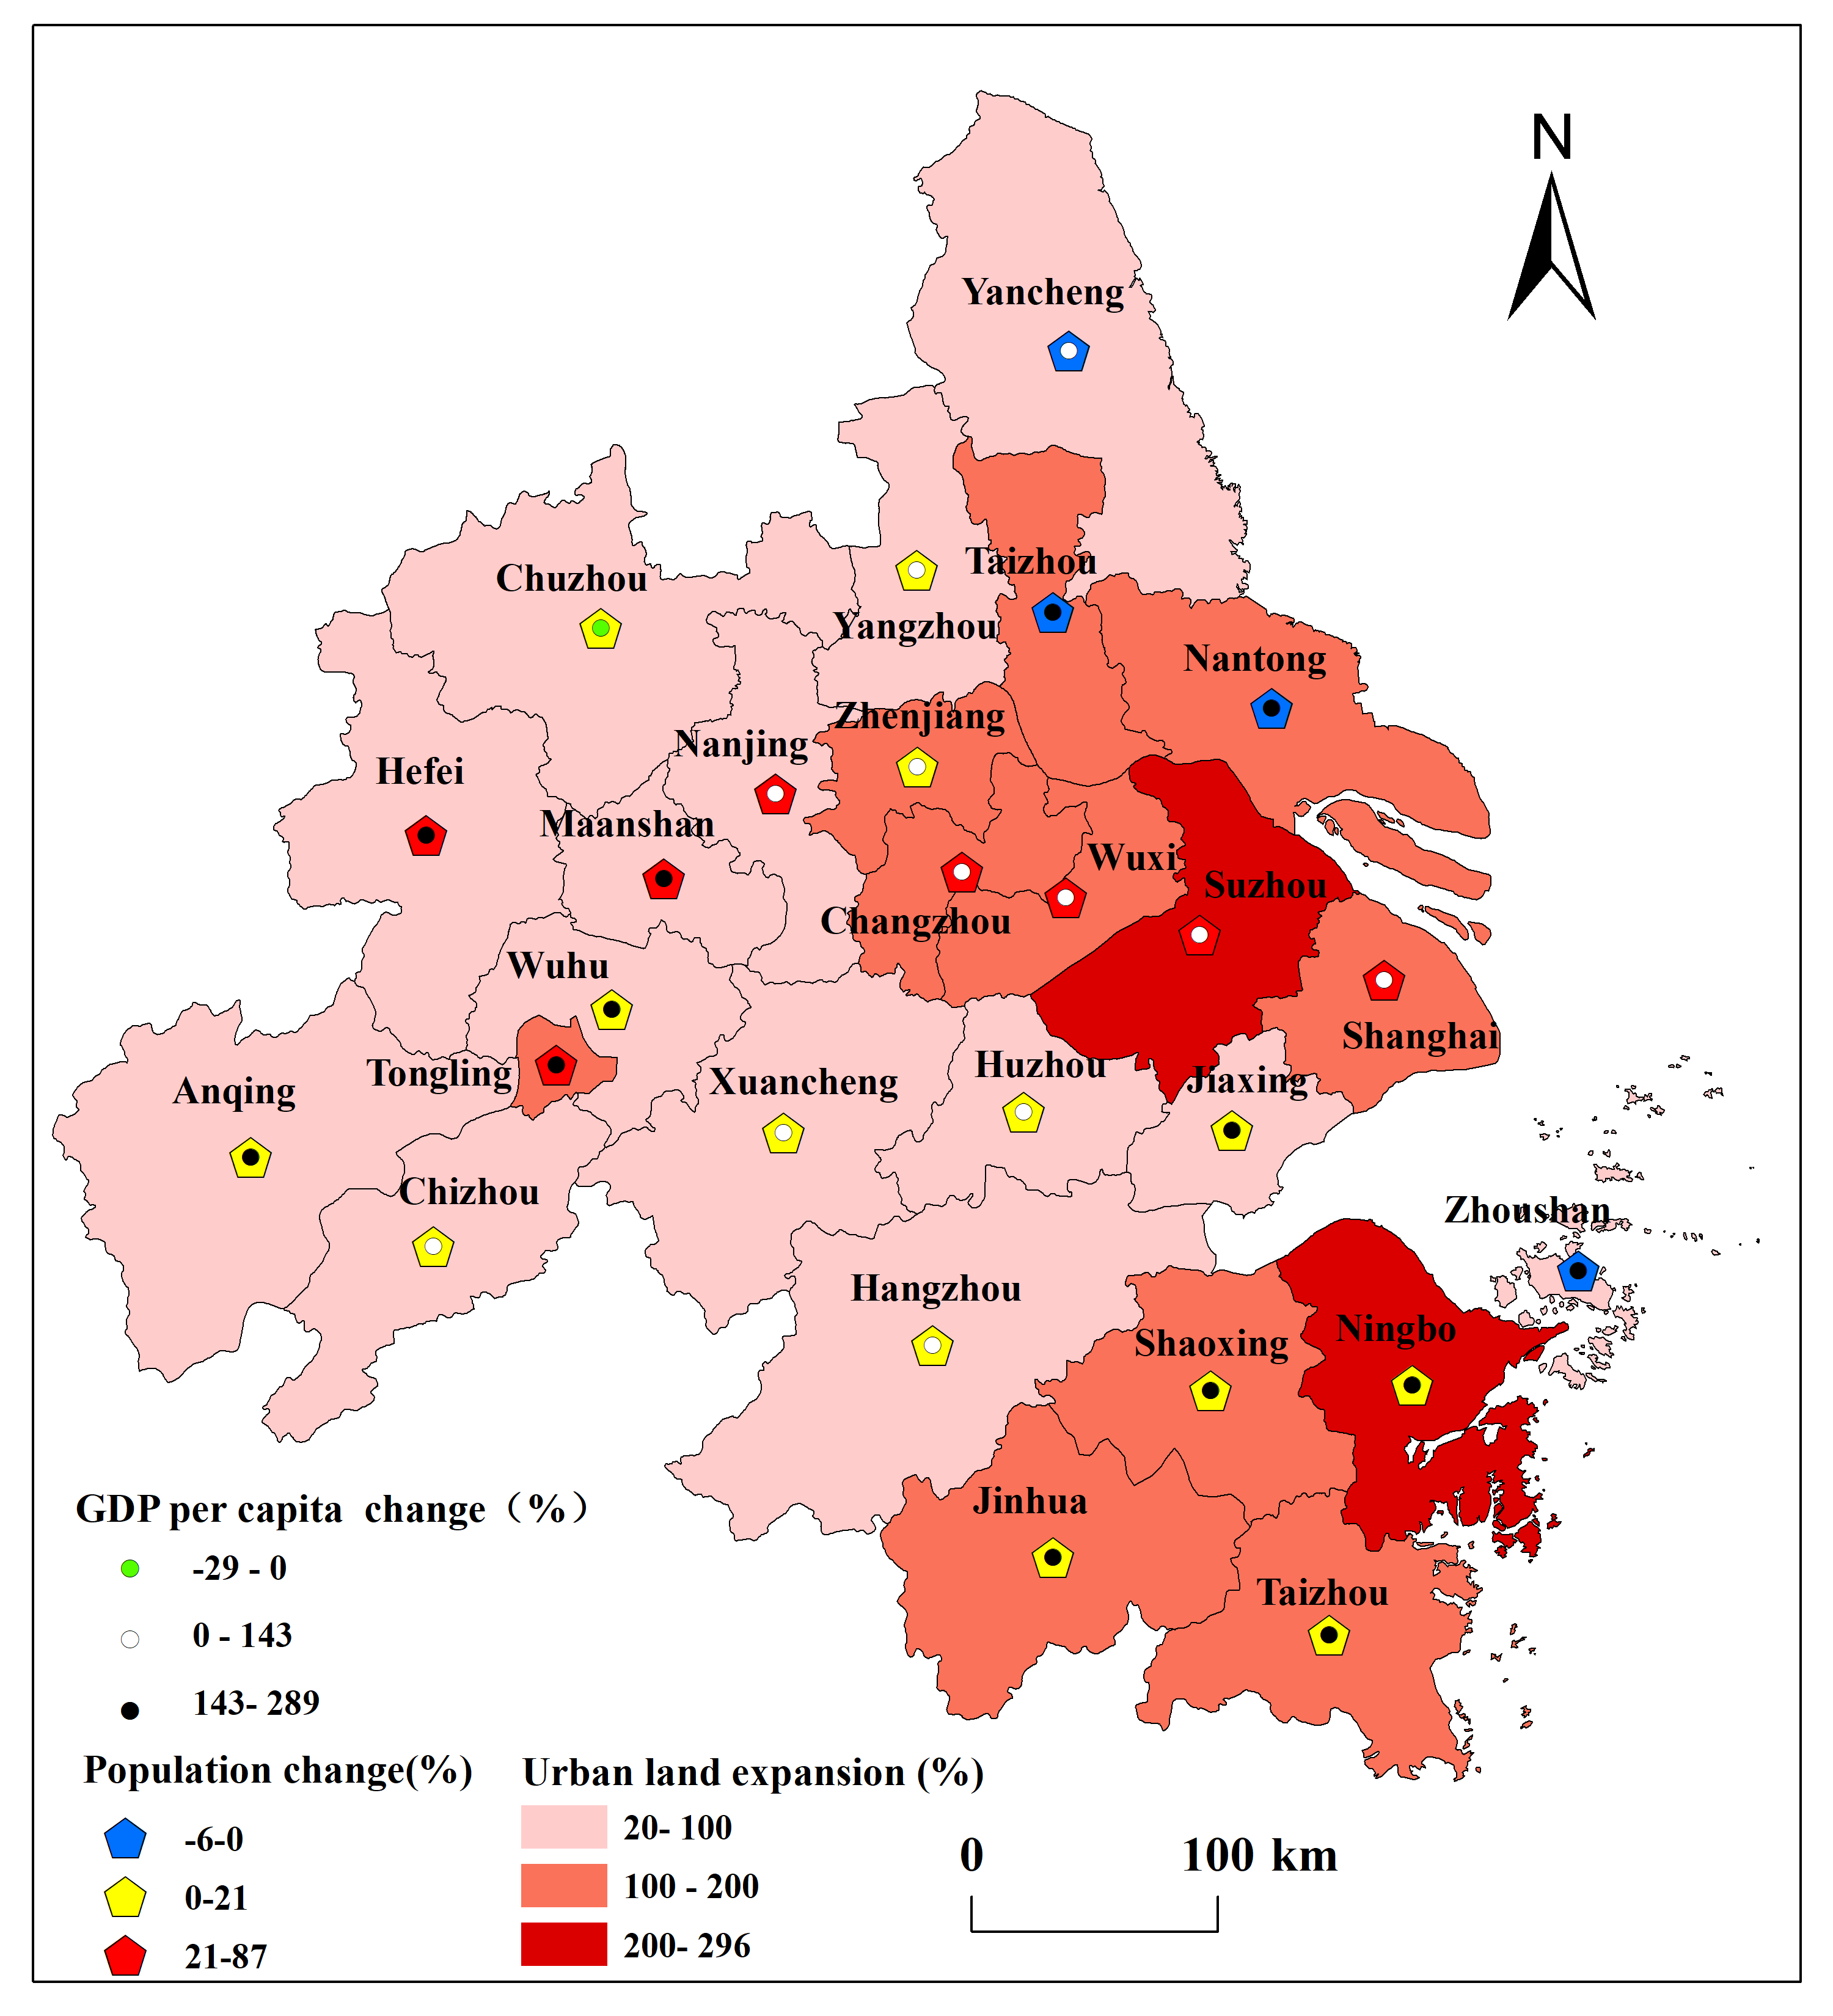 N
Yancheng
Taizhou
Chuzhou
Yangzhou
Nantong
Zhenjiang
Nanjing
Hefei
Maanshan
Wuxi
Suzhou
Changzhou
Wuhu
Shanghai
Tongling
Huzhou
Xuancheng
Jiaxing
Anqing
Chizhou
Zhoushan
Hangzhou
Ningbo
Shaoxing
Jinhua
Taizhou
GDP per capita change（%）
-29 - 0
0 - 143
143- 289
Population change(%)
-6-0
0-21
21-87
Urban land expansion (%)
20- 100
100 - 200
200- 296
0 100 km